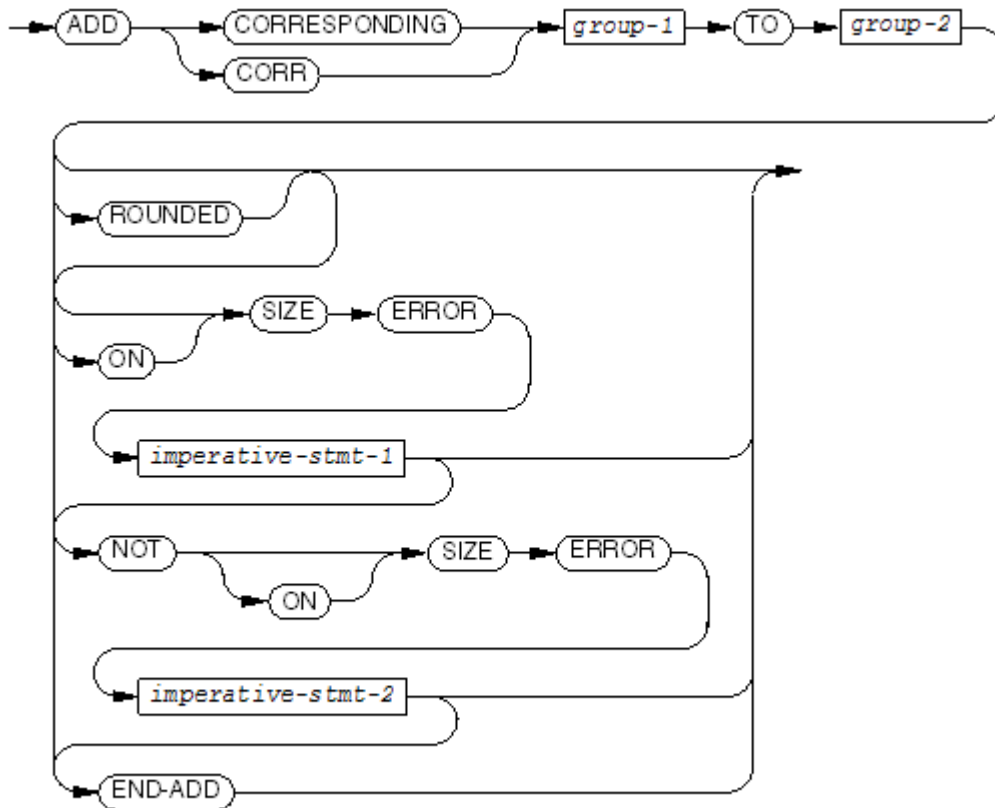 ADD CORRESPONDING group-1 TO group-2
CORR
ROUNDED
SIZE ERROR
ON
imperative-stmt-1
NOT SIZE ERROR
ON
imperative-stmt-2
END-ADD